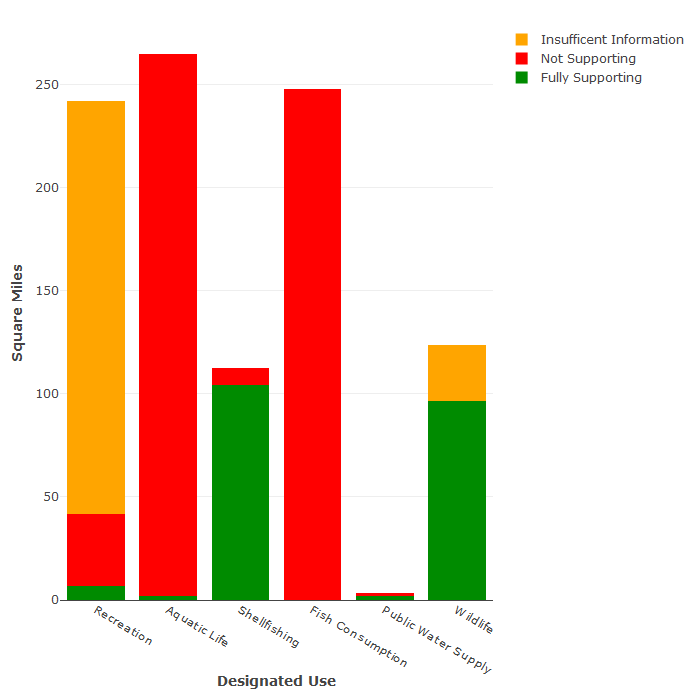 Insufficent Information
Not Supporting
Fully Supporting
250
200
150
100
50
0
Square Miles
Recreation
Aquatic Life
Shellfishing
Fish Consumption
Public Water Supply
Wildlife
Designated Use